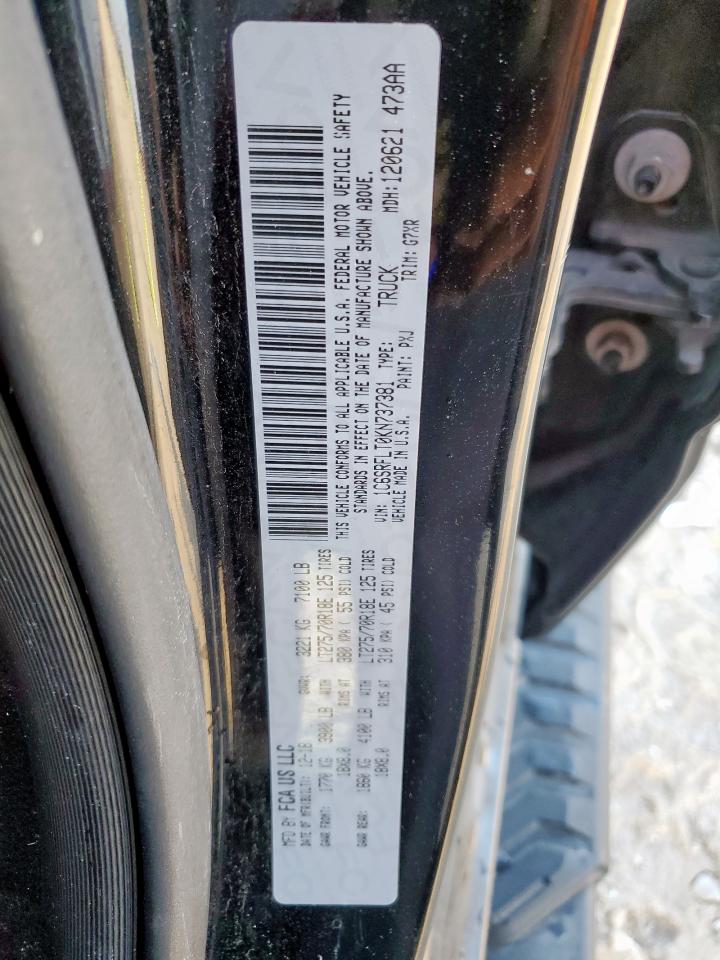 MFD BY FCA US LLC
DATE OF MFR(BUILT): 12-18 GVWR: 3221 KG 7100 LB
GAWR FRONT: 1770 KG 3900 LB WITH LT275/70R18E 125 TIRES
18X8.0 RIMS AT 380 KPA( 55 PSI) COLD
GAWR REAR: 1860 KG 4100 LB WITH LT275/70R18E 125 TIRES
18X8.0 RIMS AT 310 KPA( 45 PSI) COLD
THIS VEHICLE CONFORMS TO ALL APPLICABLE U.S.A. FEDERAL MOTOR VEHICLE SAFETY
STANDARDS IN EFFECT ON THE DATE OF MANUFACTURE SHOWN ABOVE.
VIN: 1C6SRFLT0KN737381 TYPE: TRUCK MDH:120621 473AA
VEHICLE MADE IN U.S.A. PAINT: PXJ TRIM: G7XR